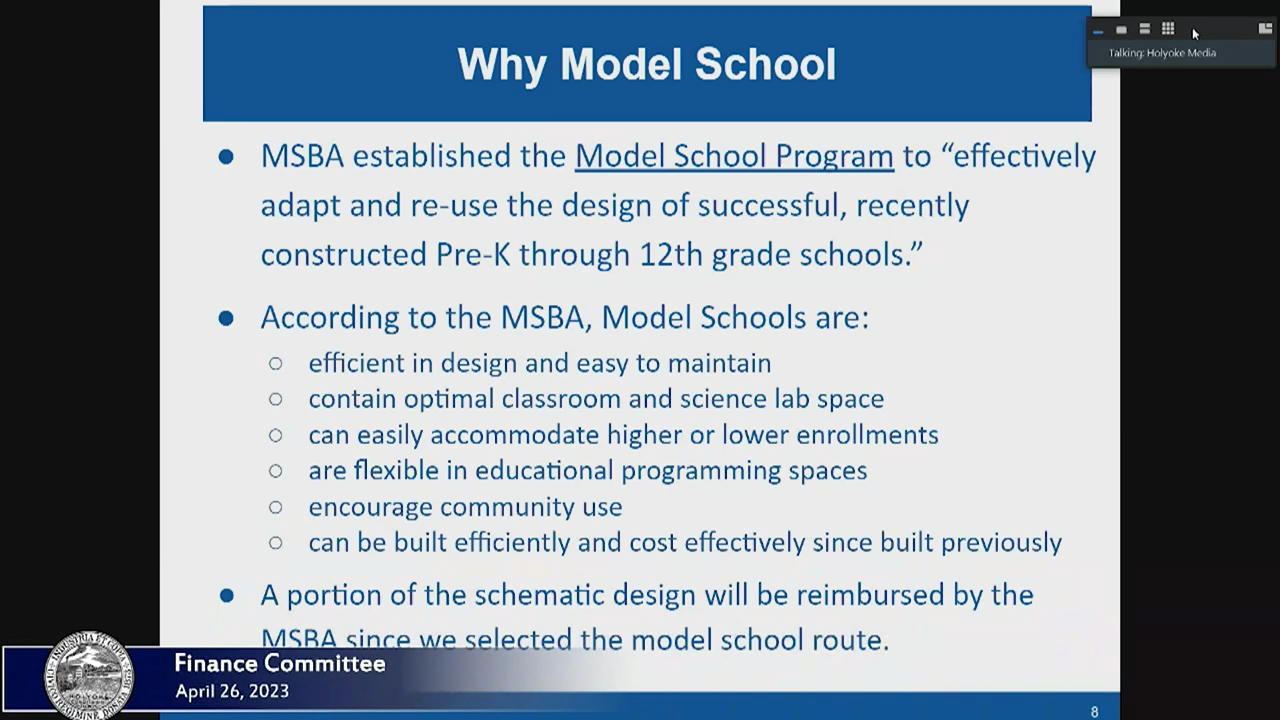 Why Model School
Talking: Holyoke Media
● MSBA established the Model School Program to “effectively
adapt and re-use the design of successful, recently
constructed Pre-K through 12th grade schools.”
● According to the MSBA, Model Schools are:
○ efficient in design and easy to maintain
○ contain optimal classroom and science lab space
○ can easily accommodate higher or lower enrollments
○ are flexible in educational programming spaces
○ encourage community use
○ can be built efficiently and cost effectively since built previously
● A portion of the schematic design will be reimbursed by the
MSBA since we selected the model school route.
Finance Committee
April 26, 2023
8